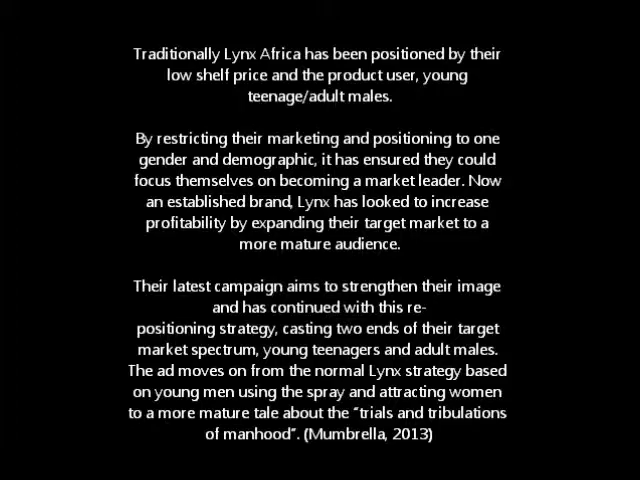 Traditionally Lynx Africa has been positioned by their
low shelf price and the product user, young
teenage/adult males.
By restricting their marketing and positioning to one
gender and demographic, it has ensured they could
focus themselves on becoming a market leader. Now
an established brand, Lynx has looked to increase
profitability by expanding their target market to a
more mature audience.
Their latest campaign aims to strengthen their image
and has continued with this re-
positioning strategy, casting two ends of their target
market spectrum, young teenagers and adult males.
The ad moves on from the normal Lynx strategy based
on young men using the spray and attracting women
to a more mature tale about the “trials and tribulations
of manhood”. (Mumbrella, 2013)